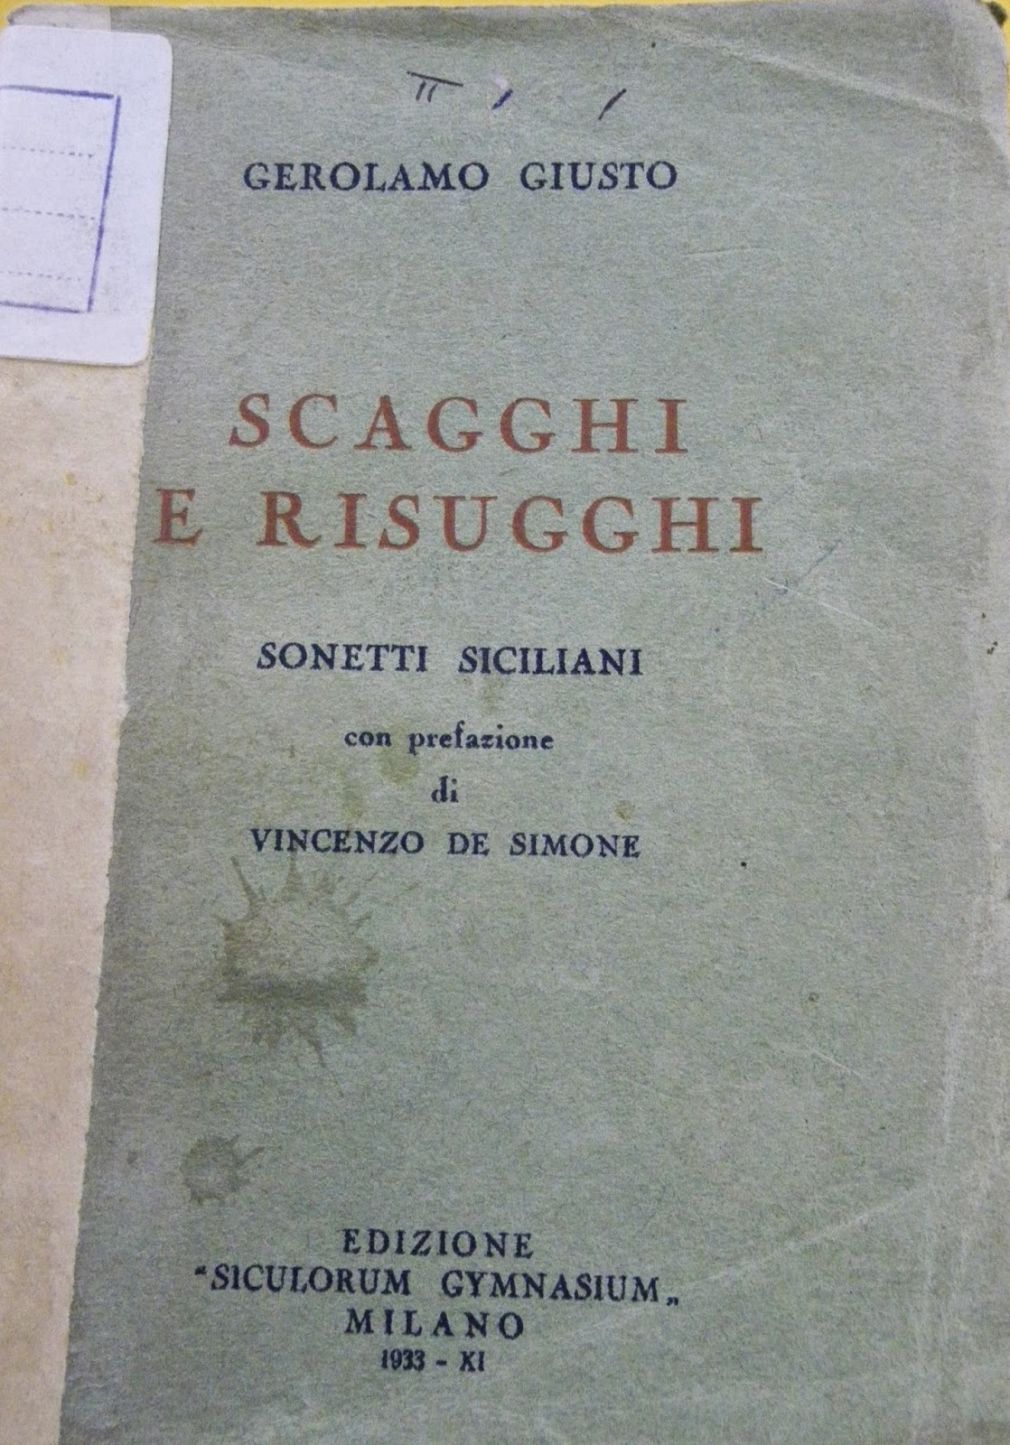 GEROLAMO GIUSTO
SCAGGHI
E RISUGGHI
SONETTI SICILIANI
con prefazione
di
VINCENZO DE SIMONE
EDIZIONE
"SICULORUM GYMNASIUM„
MILANO
1933 - XI